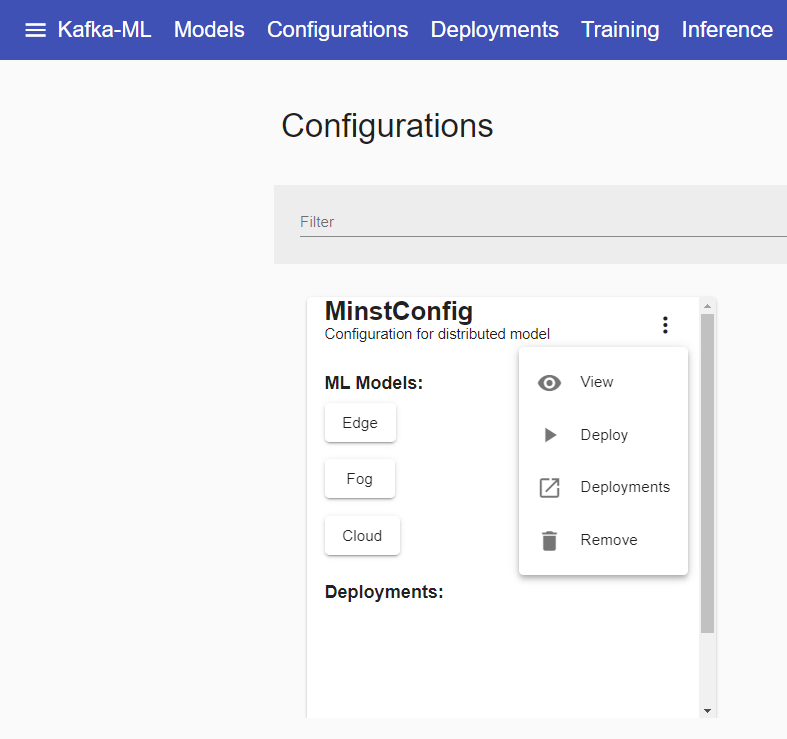 Kafka-ML Models Configurations Deployments Training Inference
Configurations
Filter
MinstConfig
Configuration for distributed model
View
ML Models:
Edge
Deploy
Fog
Deployments
Cloud
Remove
Deployments: